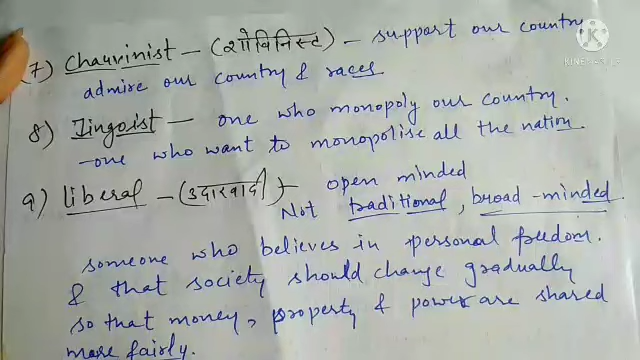 7) Chauvinist – (शोविनिस्ट) – support our country
admire our country & races
8) Jingoist – one who monopoly our country.
- one who want to monopolise all the nation
9) liberal – (उदारवादी) – open minded
Not traditional, broad-minded
someone who believes in personal freedom.
& that society should change gradually
so that money, property & power are shared
more fairly.
KINEMASTER